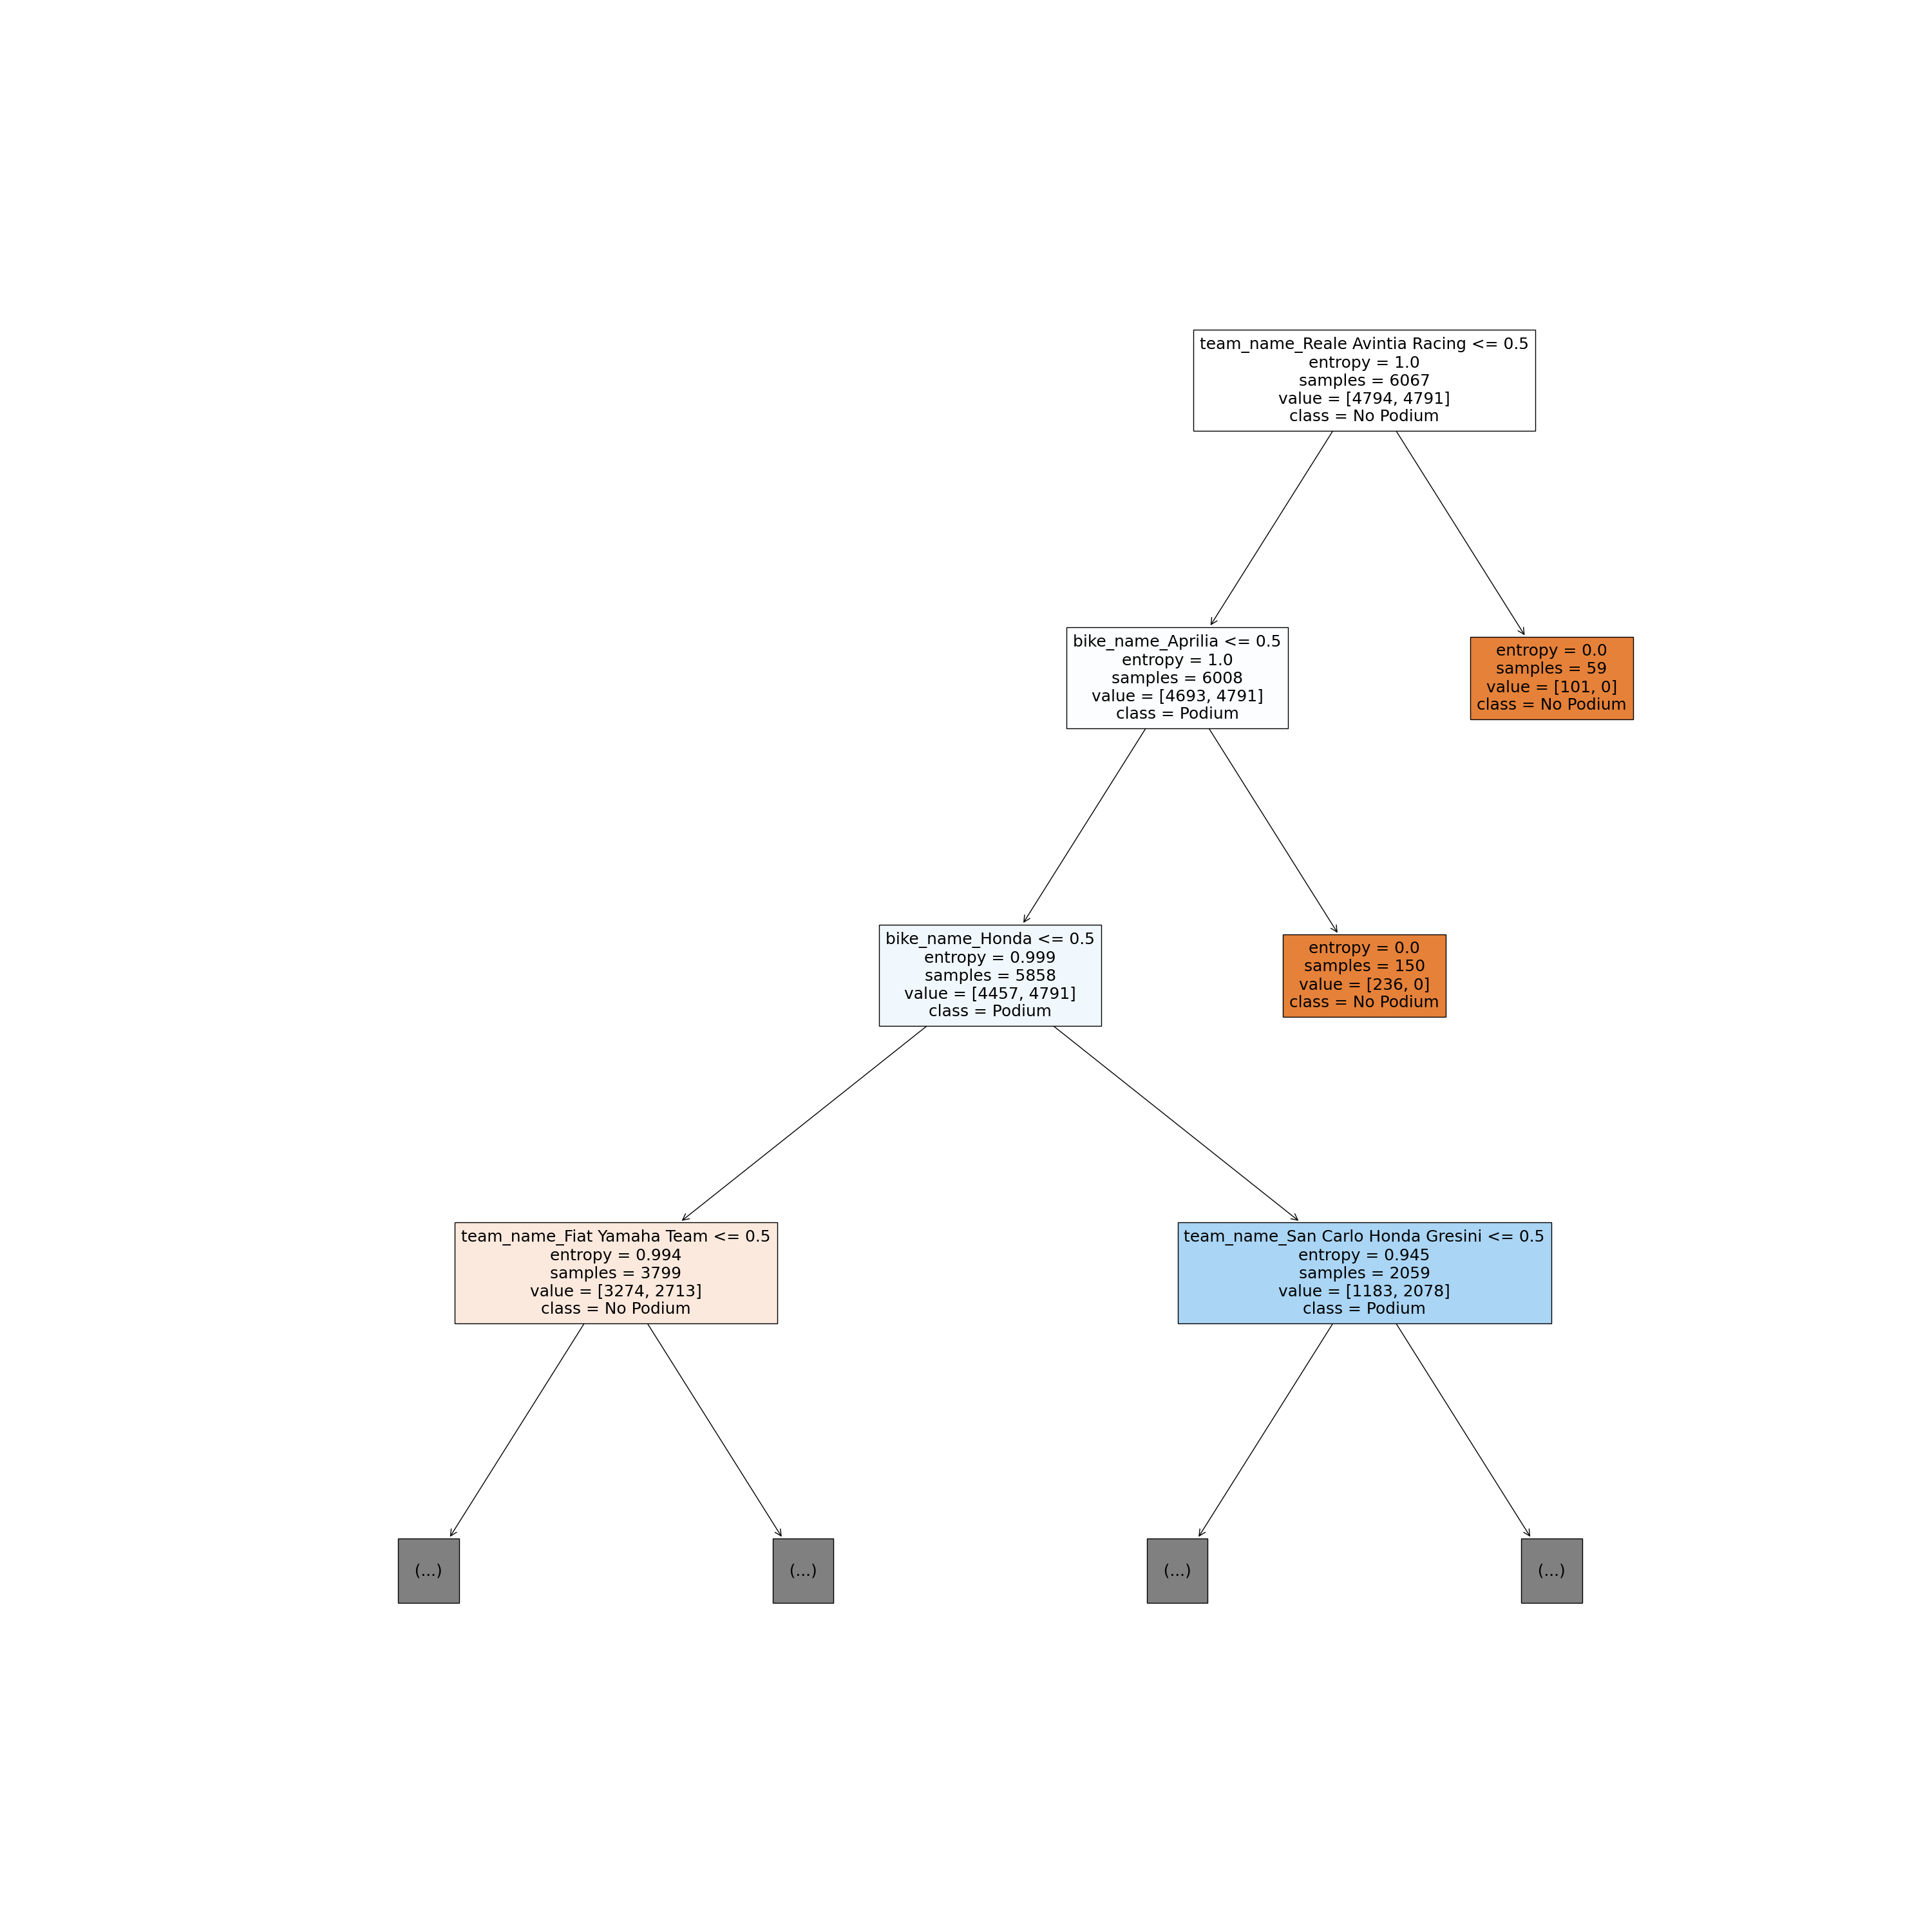 team_name_Reale Avintia Racing <= 0.5
entropy = 1.0
samples = 6067
value = [4794, 4791]
class = No Podium
bike_name_Aprilia <= 0.5
entropy = 1.0
samples = 6008
value = [4693, 4791]
class = Podium
entropy = 0.0
samples = 59
value = [101, 0]
class = No Podium
bike_name_Honda <= 0.5
entropy = 0.999
samples = 5858
value = [4457, 4791]
class = Podium
entropy = 0.0
samples = 150
value = [236, 0]
class = No Podium
team_name_Fiat Yamaha Team <= 0.5
entropy = 0.994
samples = 3799
value = [3274, 2713]
class = No Podium
team_name_San Carlo Honda Gresini <= 0.5
entropy = 0.945
samples = 2059
value = [1183, 2078]
class = Podium
(...)
(...)
(...)
(...)